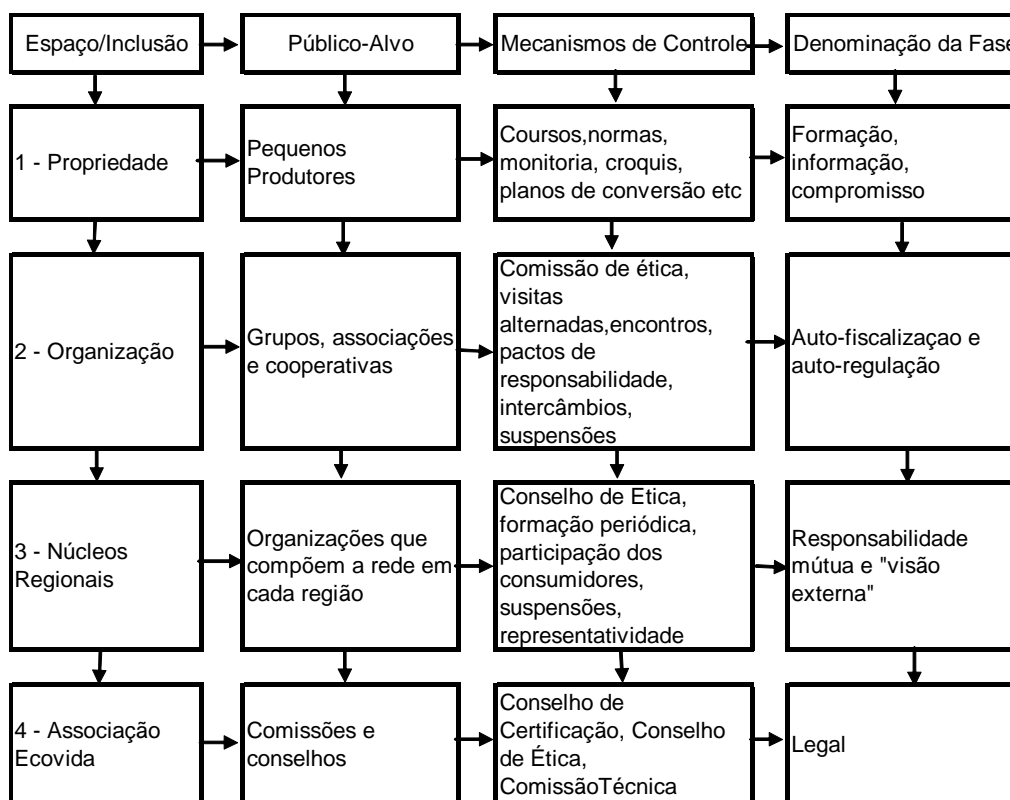 Espaço/Inclusão
Público-Alvo
Mecanismos de Controle
Denominação da Fase
1 - Propriedade
Pequenos
Produtores
Coursos,normas,
monitoria, croquis,
planos de conversão etc
Formação,
informação,
compromisso
2 - Organização
Grupos, associações
e cooperativas
Comissão de ética,
visitas
alternadas,encontros,
pactos de
responsabilidade,
intercâmbios,
suspensões
Auto-fiscalizaçao e
auto-regulação
3 - Núcleos
Regionais
Organizações que
compõem a rede em
cada região
Conselho de Etica,
formação periódica,
participação dos
consumidores,
suspensões,
representatividade
Responsabilidade
mútua e "visão
externa"
4 - Associação
Ecovida
Comissões e
conselhos
Conselho de
Certificação, Conselho
de Ética,
ComissãoTécnica
Legal